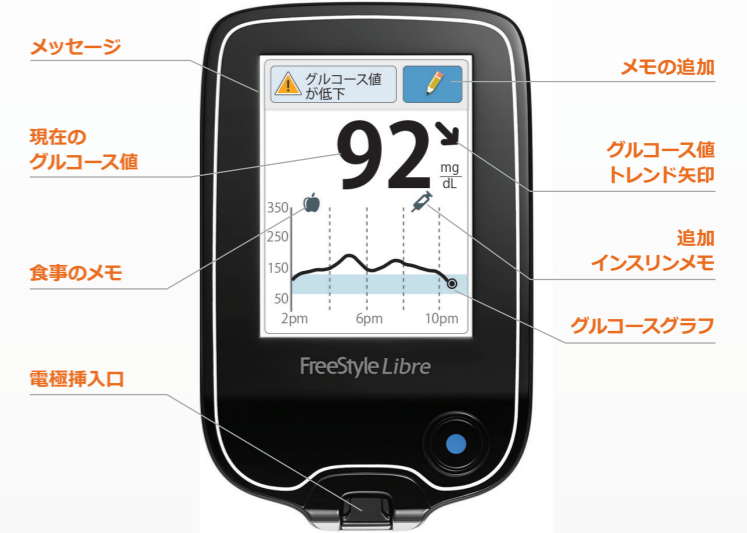 メッセージ
現在の
グルコース値
食事のメモ
電極挿入口
グルコース値
が低下
92
mg
dL
350
250
150
50
2pm
6pm
10pm
FreeStyle Libre
メモの追加
グルコース値
トレンド矢印
追加
インスリンメモ
グルコースグラフ